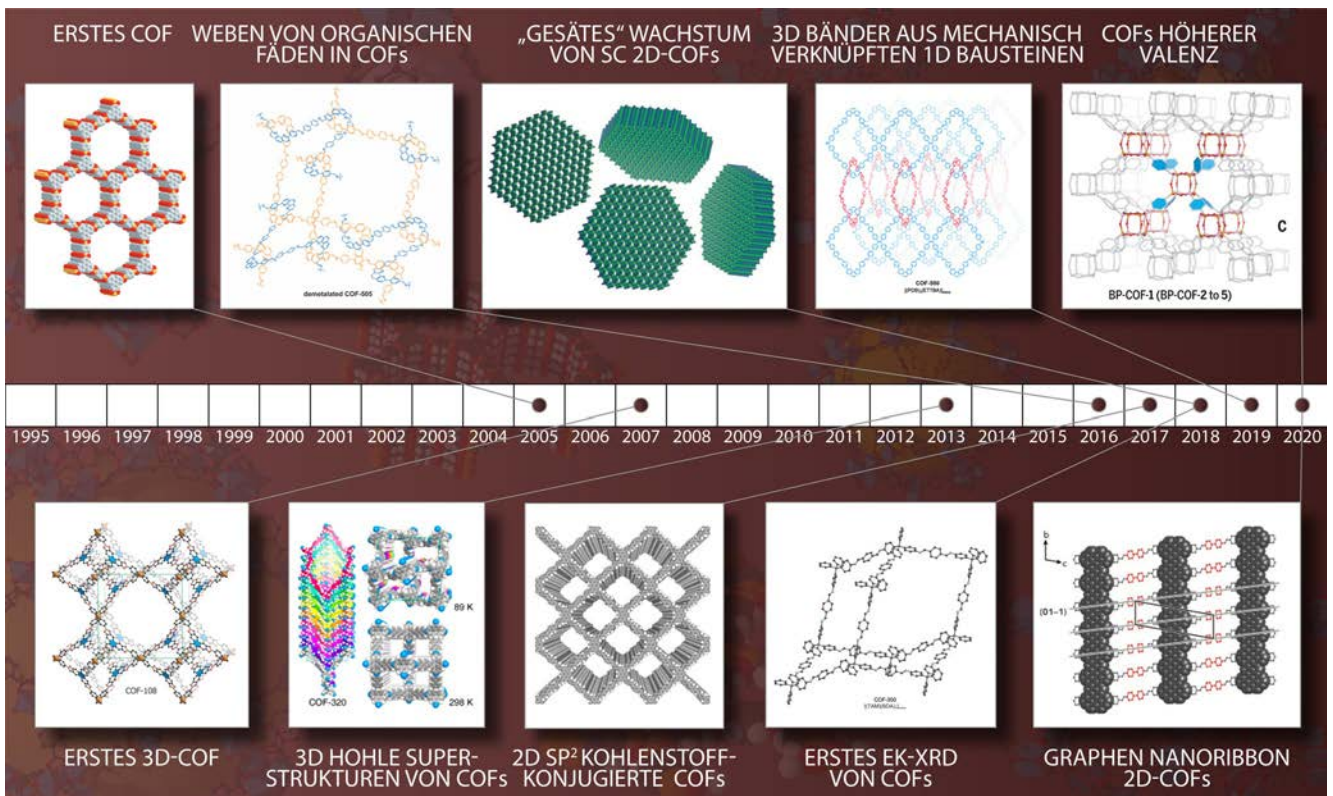 ERSTES COF
WEBEN VON ORGANISCHEN
FÄDEN IN COFs
„GESÄTES“ WACHSTUM
VON SC 2D-COFs
3D BÄNDER AUS MECHANISCH
VERKNÜPFTEN 1D BAUSTEINEN
COFs HÖHERER
VALENZ
demetalated COF-505
C
BP-COF-1 (BP-COF-2 to 5)
1995 1996 1997 1998 1999 2000 2001 2002 2003 2004 2005 2006 2007 2008 2009 2010 2011 2012 2013 2014 2015 2016 2017 2018 2019 2020
COF-108
COF-320
89 K
298 K
b
c
(01–1)
ERSTES 3D-COF
3D HOHLE SUPER-
STRUKTUREN VON COFs
2D SP² KOHLENSTOFF-
KONJUGIERTE COFs
ERSTES EK-XRD
VON COFs
GRAPHEN NANORIBBON
2D-COFs